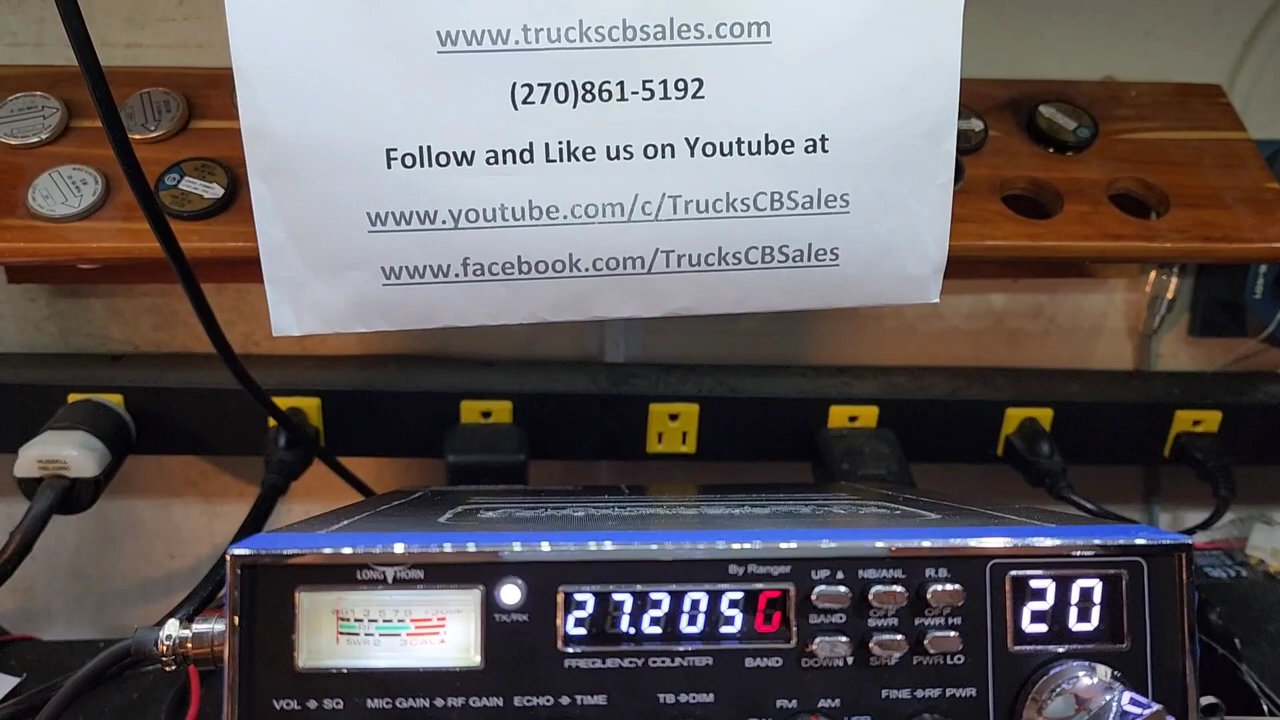 www.truckscbsales.com
(270)861-5192
Follow and Like us on Youtube at
www.youtube.com/c/TrucksCBSales
www.facebook.com/TrucksCBSales
LONG HORN
By Ranger
UP ▲ NB/ANL R.B.
TX/RX
27.205G
20
BAND OFF SWR OFF PWR HI
FREQUENCY COUNTER BAND DOWN▼ S/RF PWR LO
VOL SQ MIC GAIN RF GAIN ECHO TIME TB DIM FINE RF PWR
FM AM